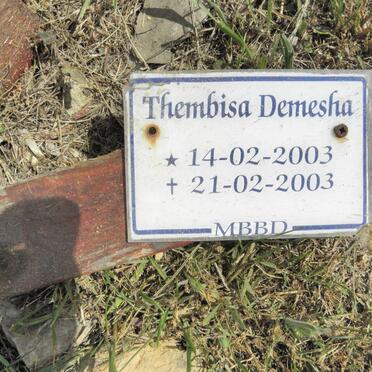 Thembisa Demesha
★ 14-02-2003
✝ 21-02-2003
MBBD